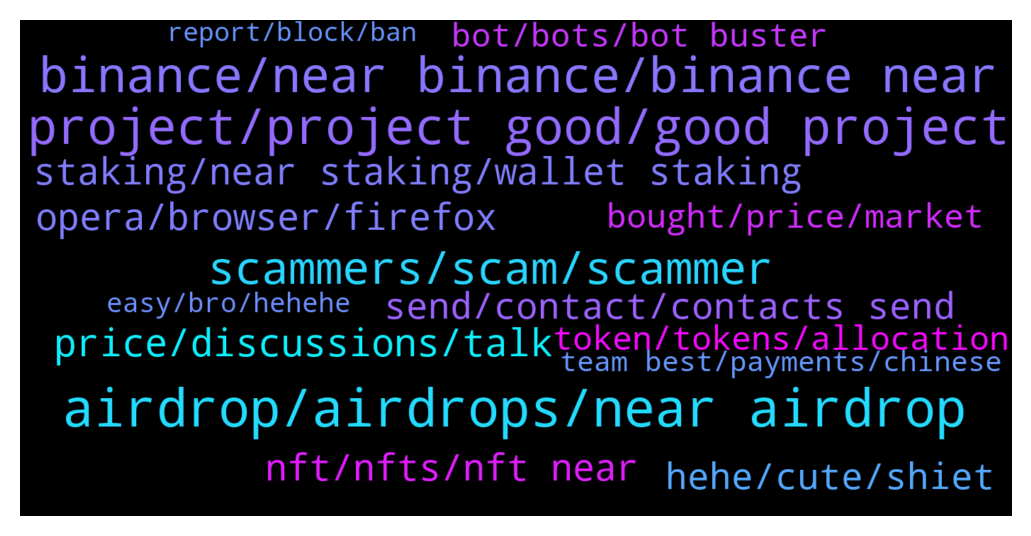 report/block/ban
bot/bots/bot buster
binance/near binance/binance near
project/project good/good project
staking/near staking/wallet staking
opera/browser/firefox
bought/price/market
scammers/scam/scammer
easy/bro/hehehe
send/contact/contacts send
price/discussions/talk
token/tokens/allocation
team best/payments/chinese
airdrop/airdrops/near airdrop
nft/nfts/nft near
hehe/cute/shiet